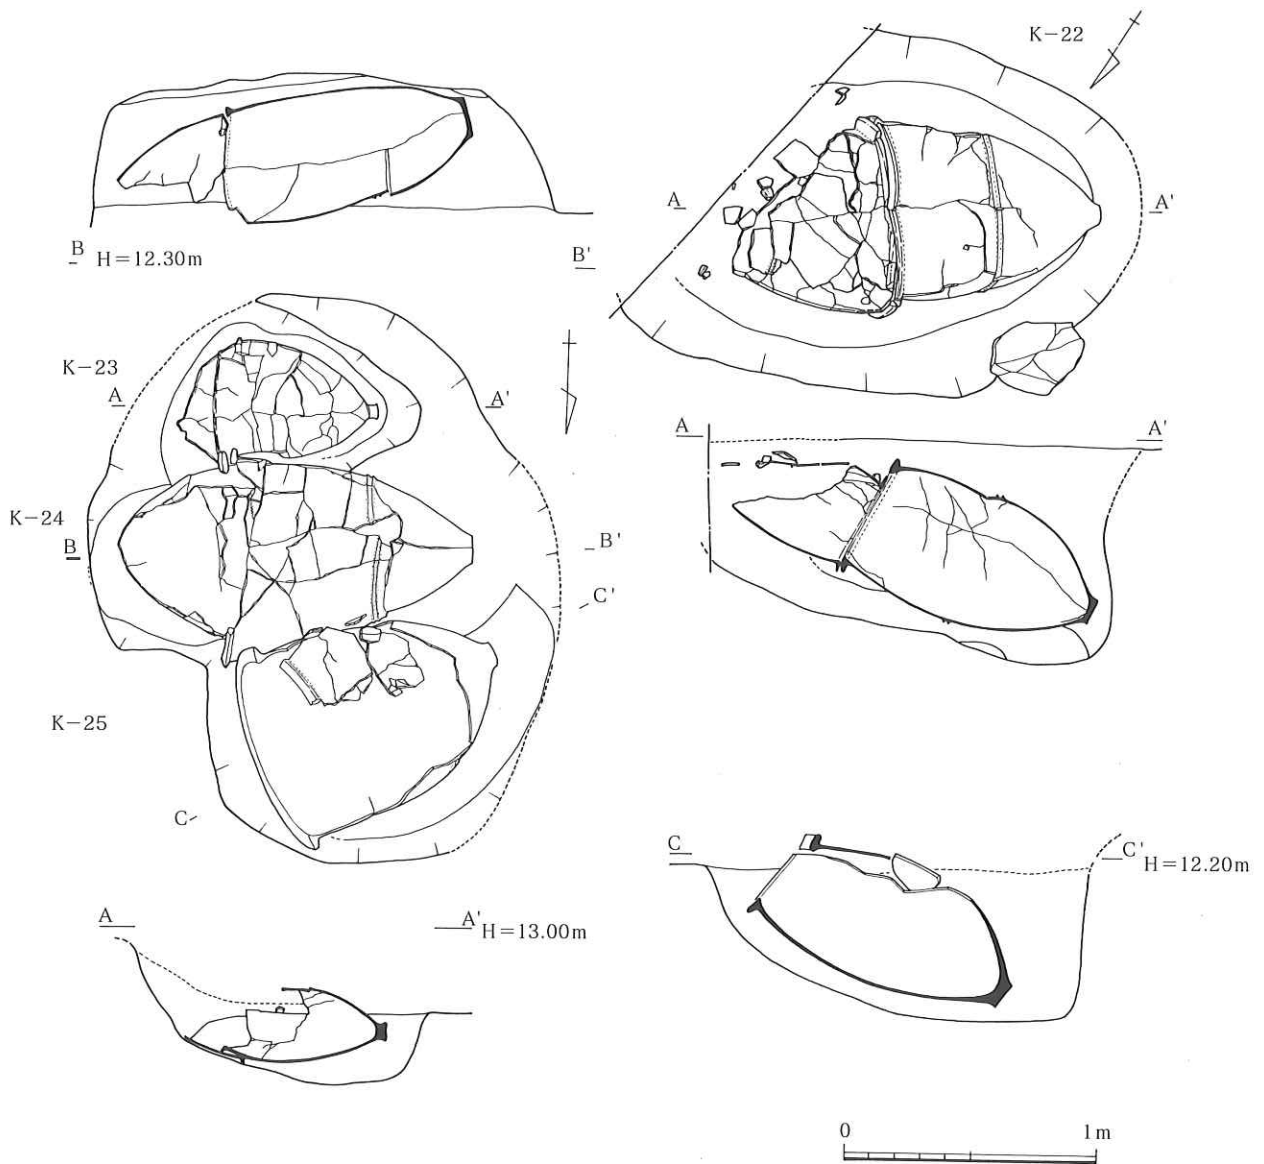 K-22
A
A'
B H=12.30m
B'
K-23
A
A'
K-24
B
B'
C'
K-25
C
A
A'
C
C' H=12.20m
A
A' H=13.00m
0
1m